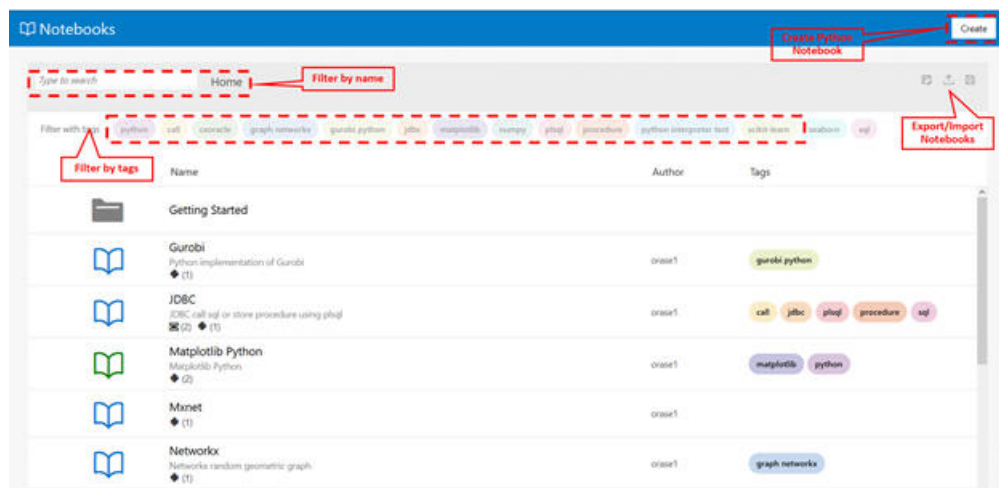 Notebooks
Create
Create Python
Notebook
Type to search
Home
Filter by name
Filter with tags python call cxoracle graph networkx gurobi python jdbc matplotlib numpy plsql procedure python interpreter test scikit-learn seaborn sql
Export/Import
Notebooks
Filter by tags
Name Author Tags
Getting Started
Gurobi
Python implementation of Gurobi
(1)
orase1
gurobi python
JDBC
JDBC call sql or store procedure using plsql
(2) (1)
orase1
call jdbc plsql procedure sql
Matplotlib Python
Matplotlib Python
(2)
orase1
matplotlib python
Mxnet
(1)
orase1
Networkx
Networkx random geometric graph
(1)
orase1
graph networkx